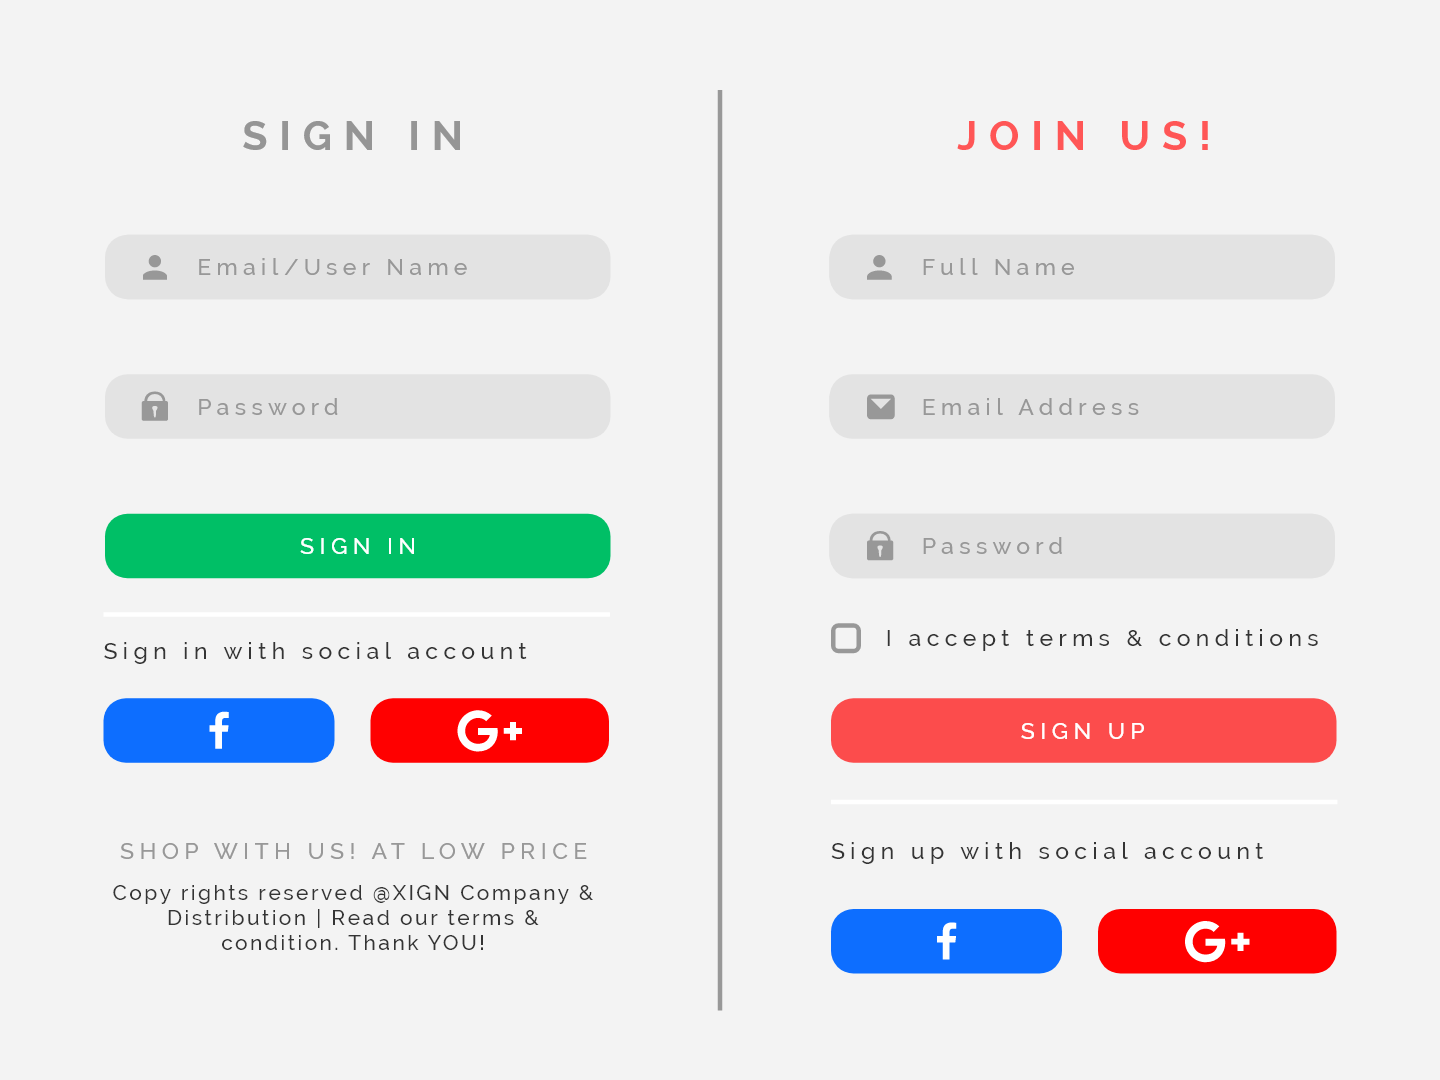 SIGN IN
Email/User Name
Password
SIGN IN
Sign in with social account
f
G+
SHOP WITH US! AT LOW PRICE
Copy rights reserved @XIGN Company &
Distribution | Read our terms &
condition. Thank YOU!
JOIN US!
Full Name
Email Address
Password
I accept terms & conditions
SIGN UP
Sign up with social account
f
G+